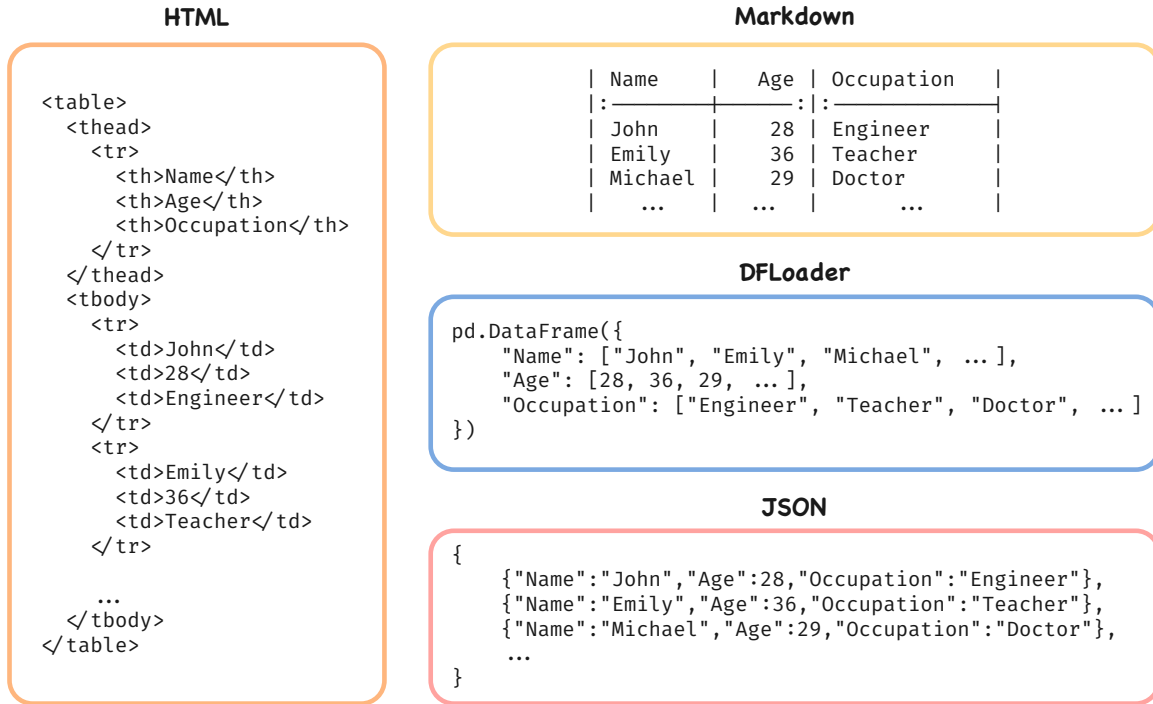 HTML
<table>
  <thead>
    <tr>
      <th>Name</th>
      <th>Age</th>
      <th>Occupation</th>
    </tr>
  </thead>
  <tbody>
    <tr>
      <td>John</td>
      <td>28</td>
      <td>Engineer</td>
    </tr>
    <tr>
      <td>Emily</td>
      <td>36</td>
      <td>Teacher</td>
    </tr>
    ...
  </tbody>
</table>
Markdown
| Name    |   Age | Occupation   |
|:--------+------:|:-------------|
| John    |    28 | Engineer     |
| Emily   |    36 | Teacher      |
| Michael |    29 | Doctor       |
|   ...   |  ...  |      ...     |
DFLoader
pd.DataFrame({
    "Name": ["John", "Emily", "Michael", ...],
    "Age": [28, 36, 29, ...],
    "Occupation": ["Engineer", "Teacher", "Doctor", ...]
})
JSON
{
    {"Name":"John","Age":28,"Occupation":"Engineer"},
    {"Name":"Emily","Age":36,"Occupation":"Teacher"},
    {"Name":"Michael","Age":29,"Occupation":"Doctor"},
    ...
}